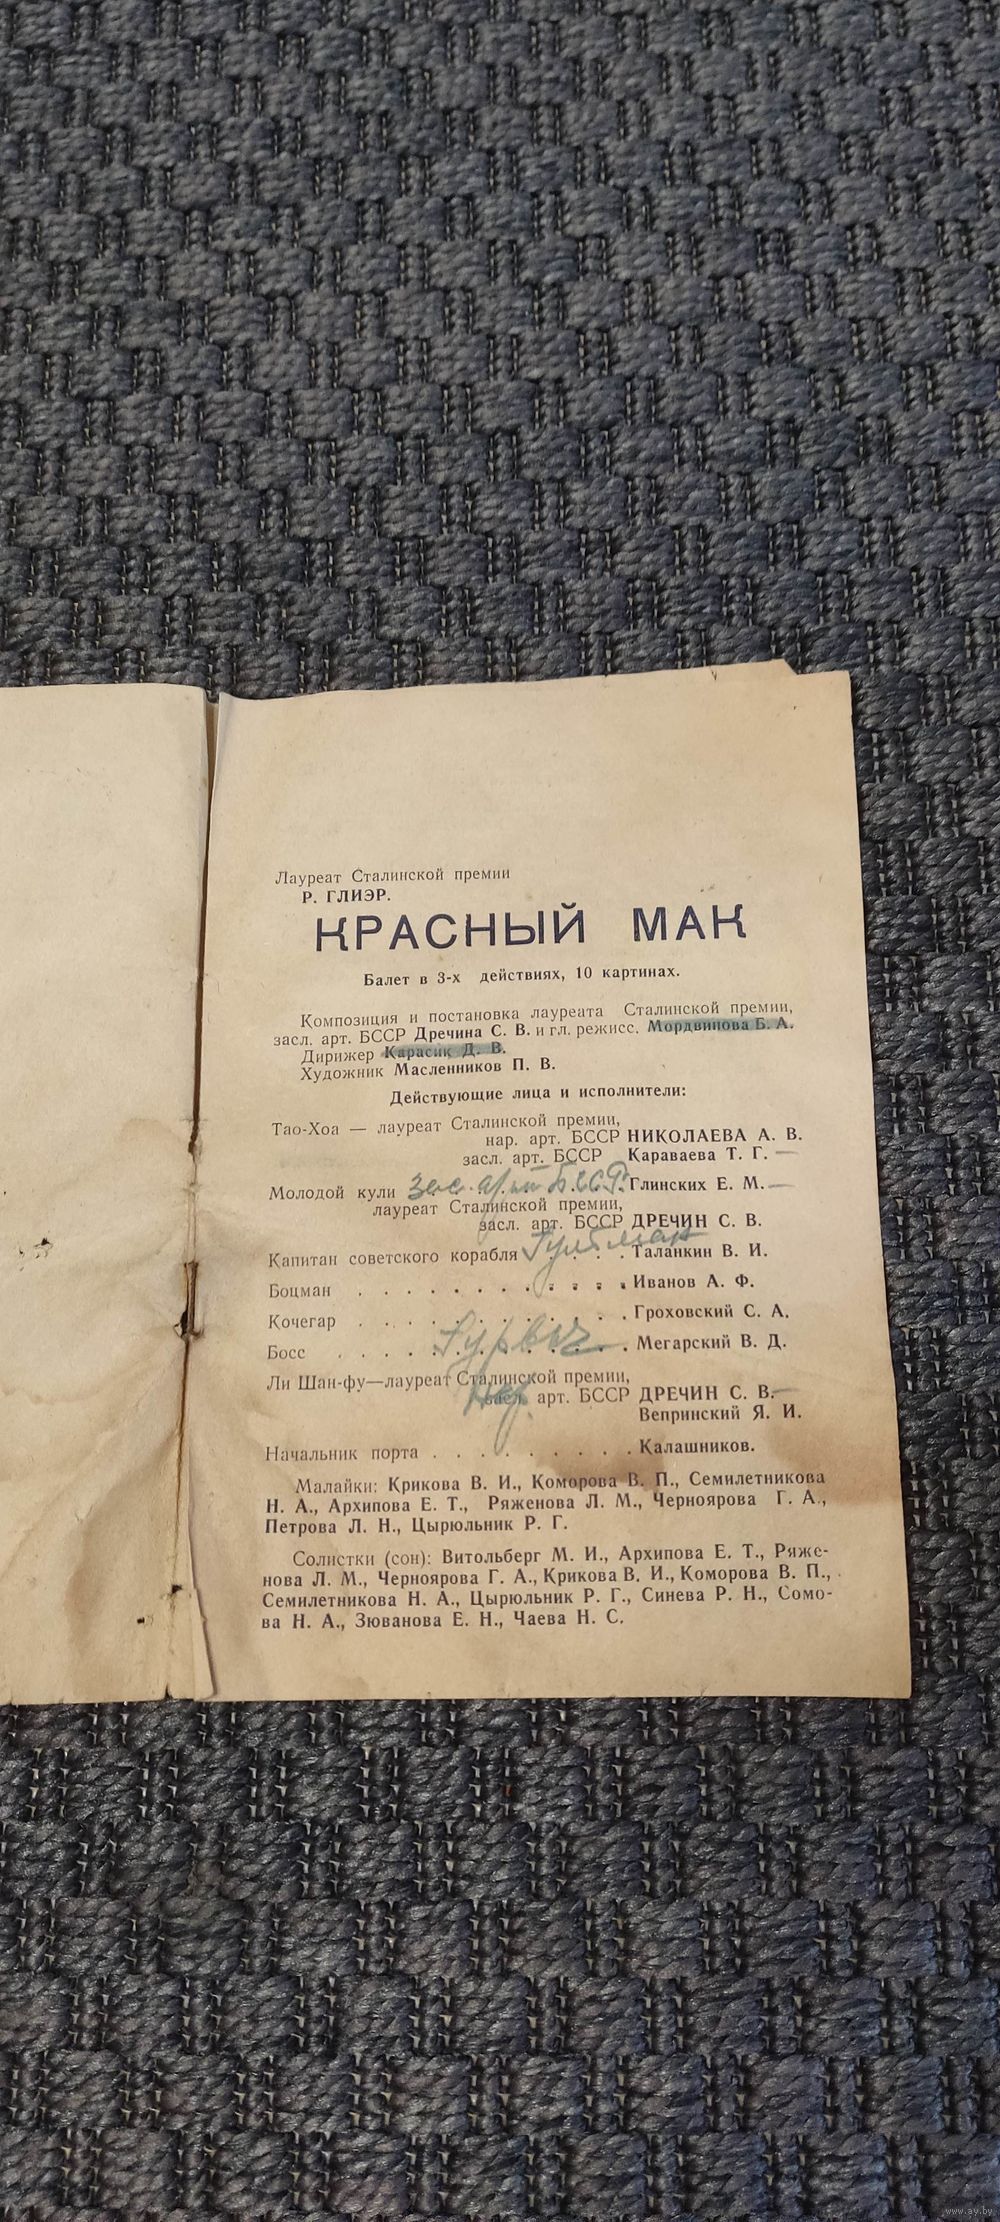 Лауреат Сталинской премии
Р. ГЛИЭР.
КРАСНЫЙ МАК
Балет в 3-х действиях, 10 картинах.
Композиция и постановка лауреата Сталинской премии,
засл. арт. БССР Дречина С. В. и гл. режисс. Мордвинова Б. А.
Дирижер Карасик Д. В.
Художник Масленников П. В.
Действующие лица и исполнители:
Тао-Хоа — лауреат Сталинской премии,
нар. арт. БССР НИКОЛАЕВА А. В.
засл. арт. БССР Караваева Т. Г. —
Молодой кули зас. арт. Б.С.С.Р. Глинских Е. М. —
лауреат Сталинской премии,
засл. арт. БССР ДРЕЧИН С. В.
Капитан советского корабля . . . Таланкин В. И.
Боцман . . . . . . . . . . . . Иванов А. Ф.
Кочегар . . . . . . . . . . . . Гроховский С. А.
Босс . . . . . . . . . . . . Мегарский В. Д.
Ли Шан-фу—лауреат Сталинской премии,
засл. арт. БССР ДРЕЧИН С. В.—
Вепринский Я. И.
Начальник порта . . . . . . . . . Калашников.
Малайки: Крикова В. И., Коморова В. П., Семилетникова
Н. А., Архипова Е. Т., Ряженова Л. М., Черноярова Г. А.,
Петрова Л. Н., Цырюльник Р. Г.
Солистки (сон): Витольберг М. И., Архипова Е. Т., Ряже-
нова Л. М., Черноярова Г. А., Крикова В. И., Коморова В. П.,
Семилетникова Н. А., Цырюльник Р. Г., Синева Р. Н., Сомо-
ва Н. А., Зюванова Е. Н., Чаева Н. С.
www.ay.by